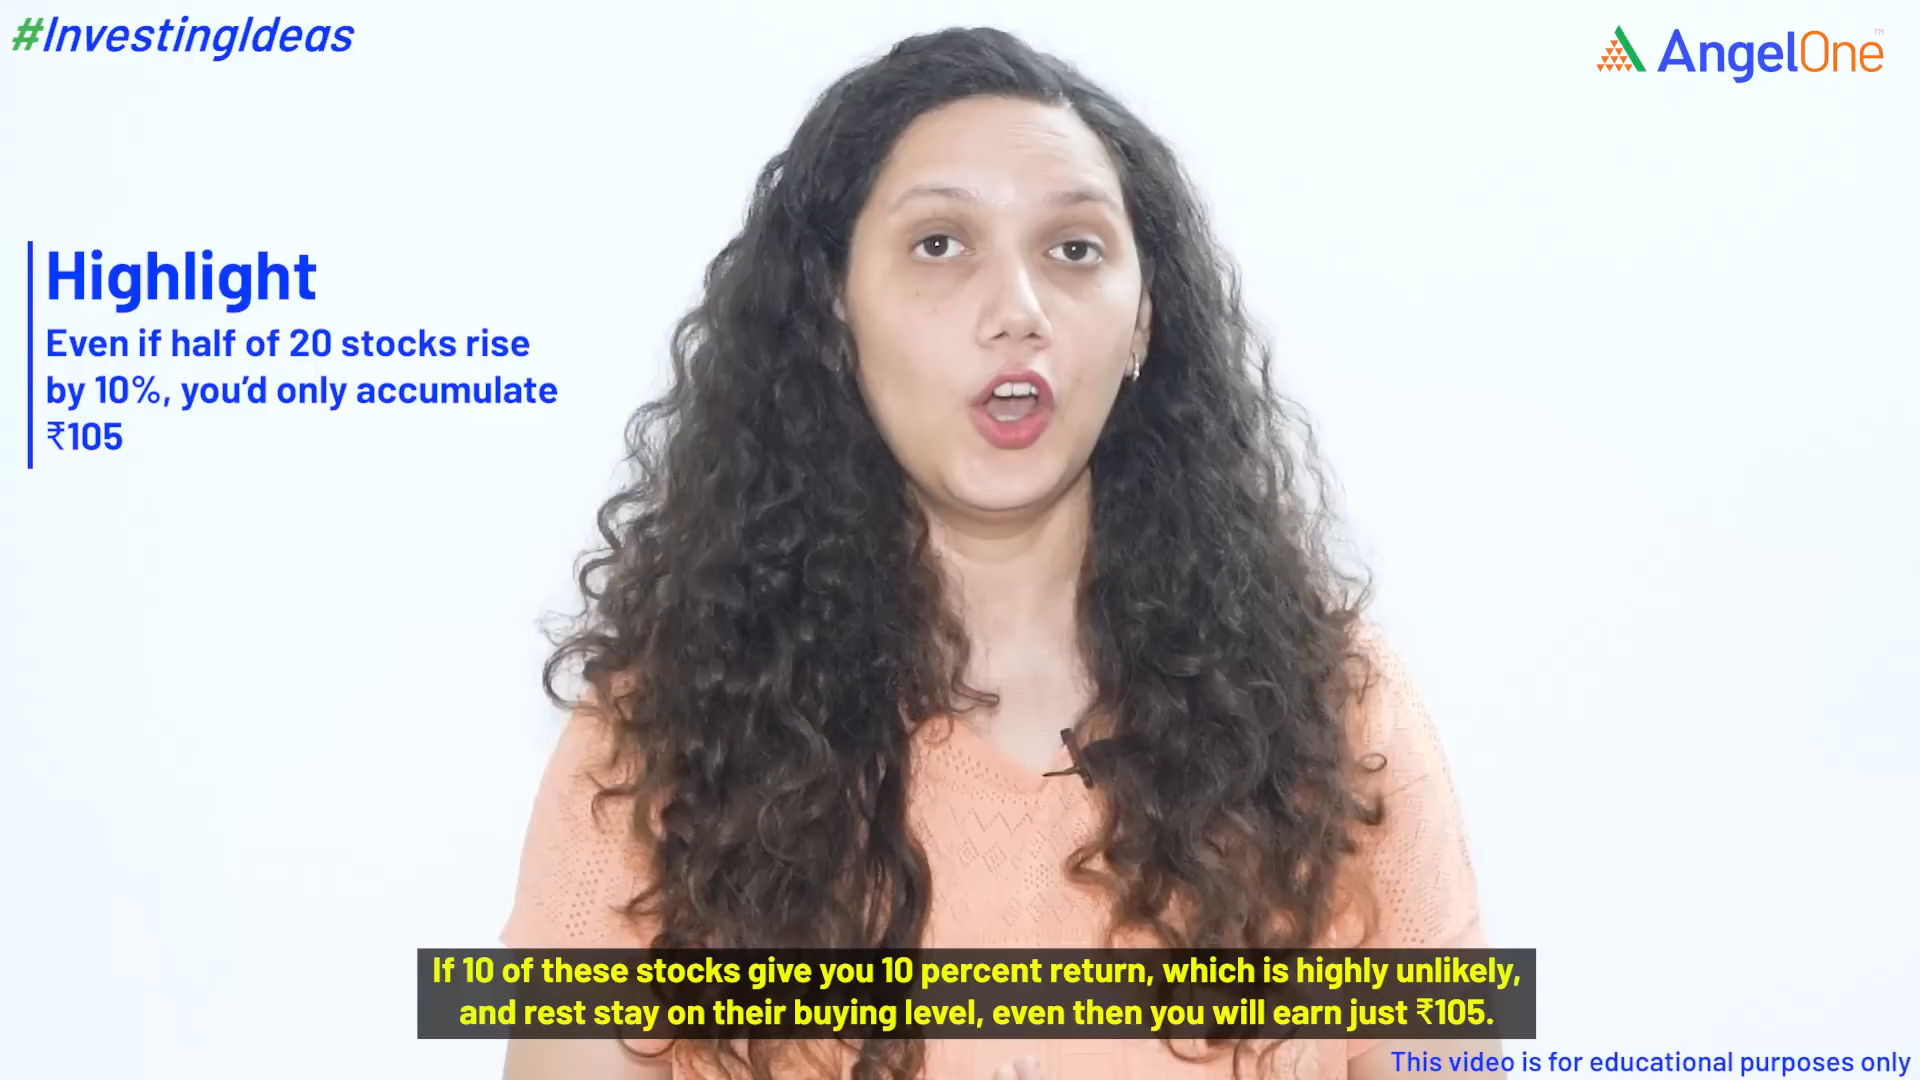 #InvestingIdeas
AngelOne™
Highlight
Even if half of 20 stocks rise
by 10%, you’d only accumulate
₹105
If 10 of these stocks give you 10 percent return, which is highly unlikely,
and rest stay on their buying level, even then you will earn just ₹105.
This video is for educational purposes only